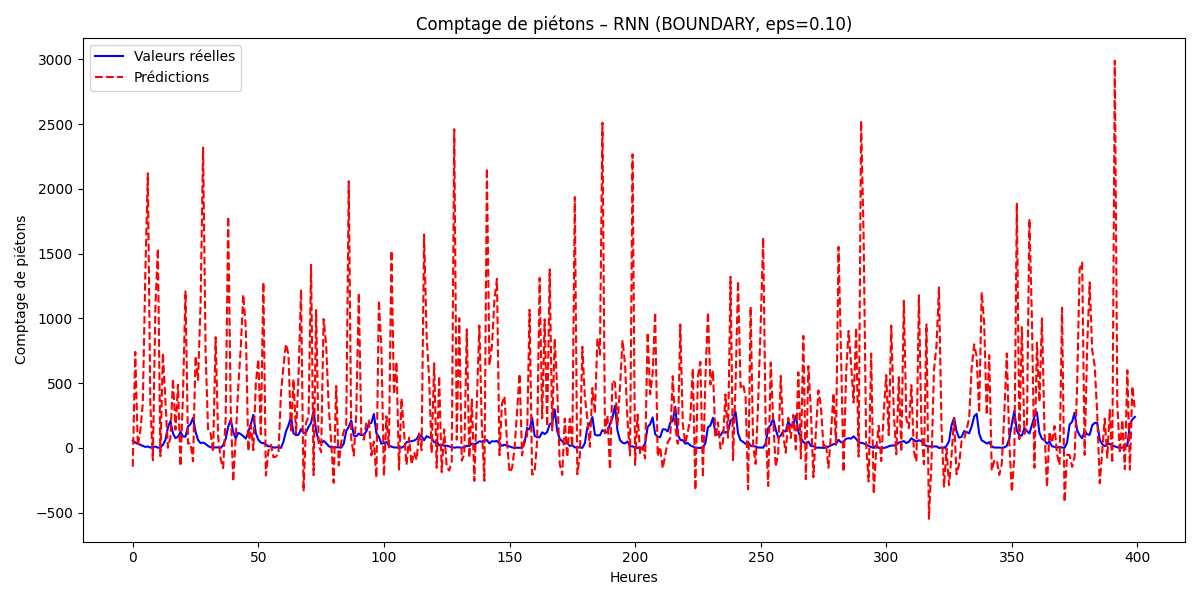 Comptage de piétons – RNN (BOUNDARY, eps=0.10)
Valeurs réelles
Prédictions
Comptage de piétons
3000
2500
2000
1500
1000
500
0
−500
0 50 100 150 200 250 300 350 400
Heures